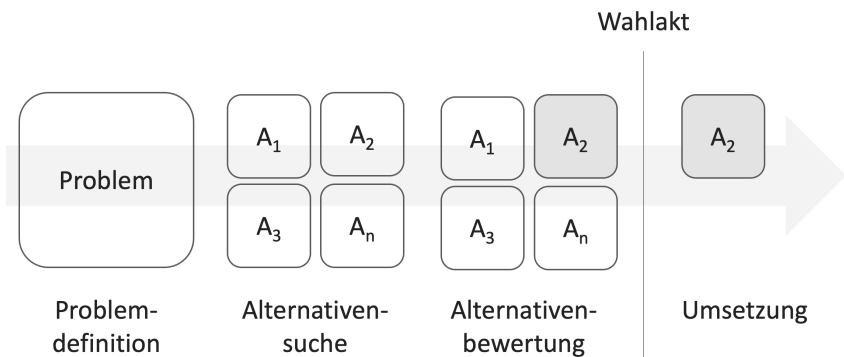 Wahlakt
Problem
A₁ A₂
A₃ Aₙ
A₁ A₂
A₃ Aₙ
A₂
Problem-
definition
Alternativen-
suche
Alternativen-
bewertung
Umsetzung